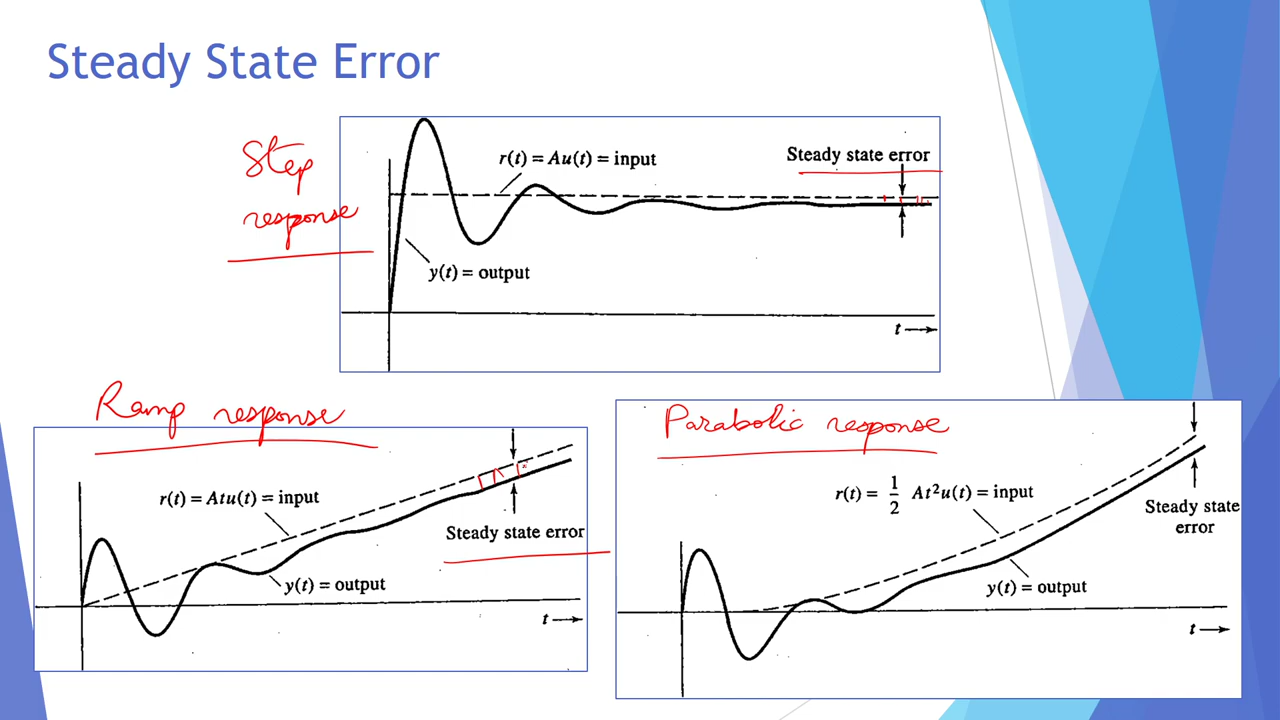 Steady State Error
Step
response
r(t) = Au(t) = input
Steady state error
y(t) = output
t
Ramp response
r(t) = Atu(t) = input
Steady state error
y(t) = output
t
Parabolic response
r(t) = 1/2 At²u(t) = input
Steady state
error
y(t) = output
t